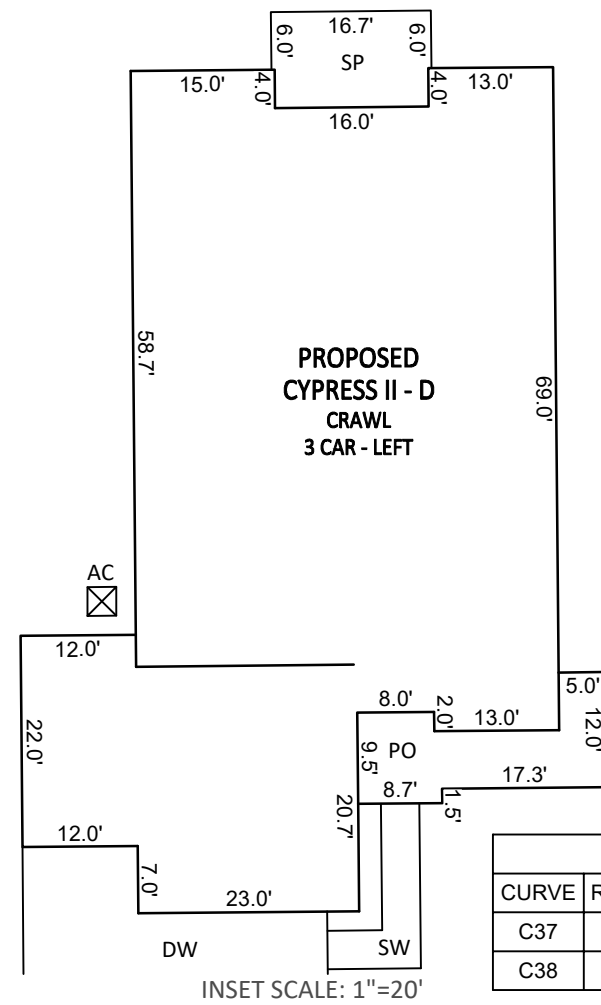 16.7'
6.0'
6.0'
SP
15.0'
4.0'
4.0'
13.0'
16.0'
58.7'
69.0'
PROPOSED
CYPRESS II - D
CRAWL
3 CAR - LEFT
AC
12.0'
22.0'
12.0'
7.0'
23.0'
20.7'
8.0'
2.0'
13.0'
5.0'
12.0'
9.5'
PO
8.7'
1.5'
17.3'
DW
SW
INSET SCALE: 1"=20'
CURVE R
C37
C38